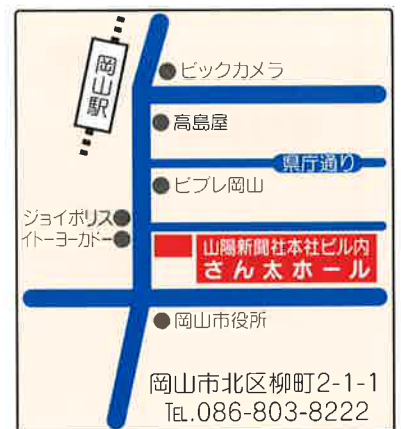 岡山駅
ビックカメラ
高島屋
県庁通り
ビブレ岡山
ジョイポリス
イトーヨーカドー
山陽新聞社本社ビル内
さん太ホール
岡山市役所
岡山市北区柳町2-1-1
TEL.086-803-8222